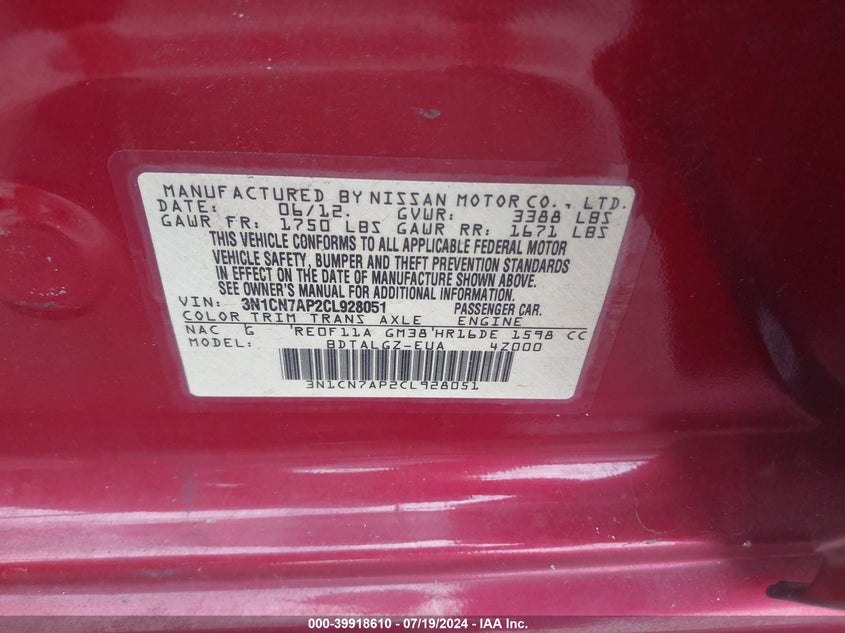 MANUFACTURED BY NISSAN MOTOR CO., LTD.
DATE: 06/12. GVWR: 3388 LBS
GAWR FR: 1750 LBS GAWR RR: 1671 LBS
THIS VEHICLE CONFORMS TO ALL APPLICABLE FEDERAL MOTOR
VEHICLE SAFETY, BUMPER AND THEFT PREVENTION STANDARDS
IN EFFECT ON THE DATE OF MANUFACTURE SHOWN ABOVE.
SEE OWNER'S MANUAL FOR ADDITIONAL INFORMATION.
VIN: 3N1CN7AP2CL928051 PASSENGER CAR.
COLOR TRIM TRANS AXLE ENGINE
NAC G 'RE0F11A GM38'HR16DE 1598 CC
MODEL: BDTALGZ-EUA 4Z000
3N1CN7AP2CL928051
000-39918610 - 07/19/2024 - IAA Inc.